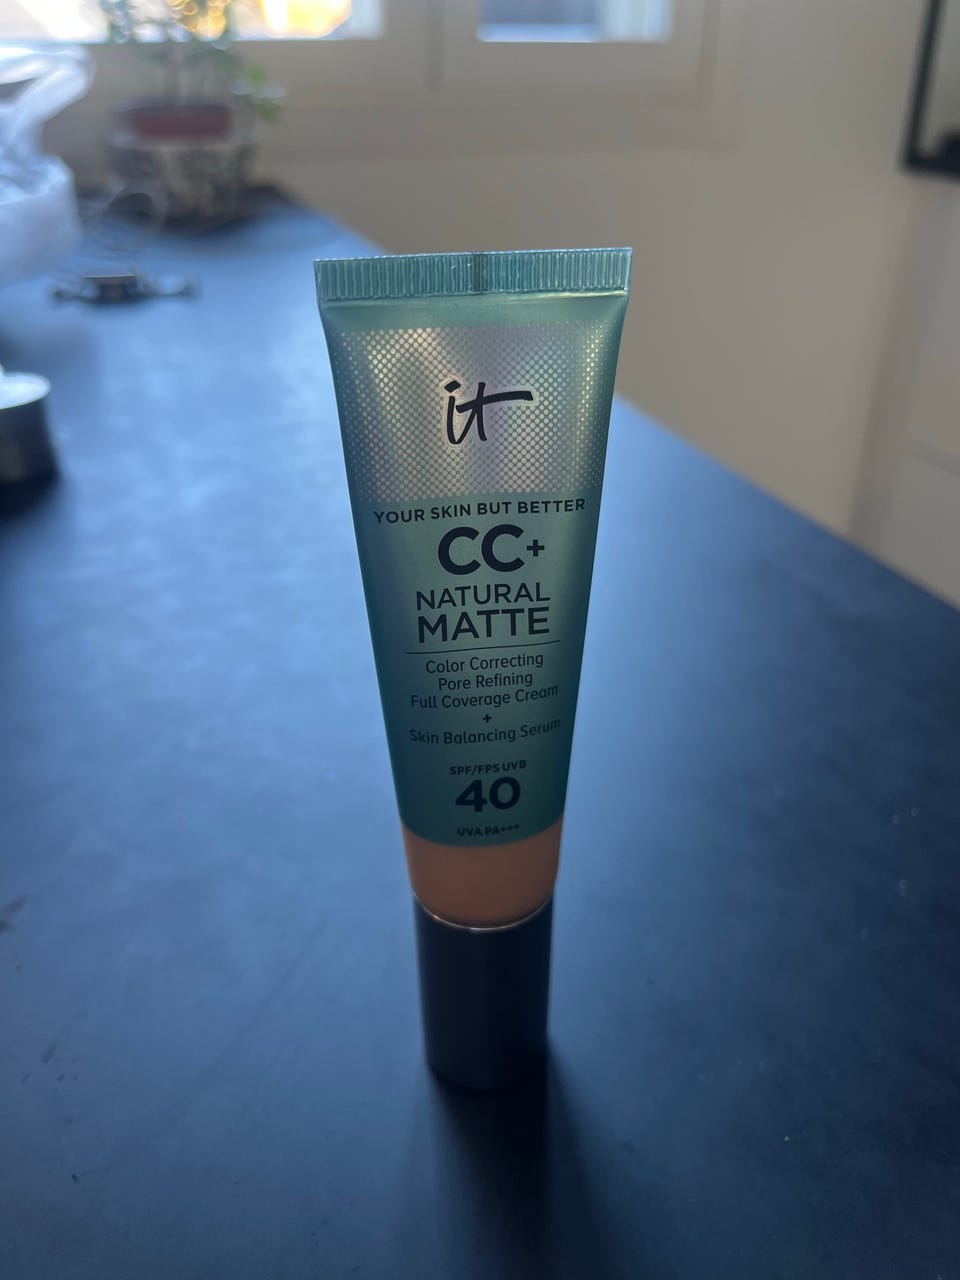 it
YOUR SKIN BUT BETTER
CC+
NATURAL
MATTE
Color Correcting
Pore Refining
Full Coverage Cream
+
Skin Balancing Serum
SPF/FPS UVB
40
UVA PA+++